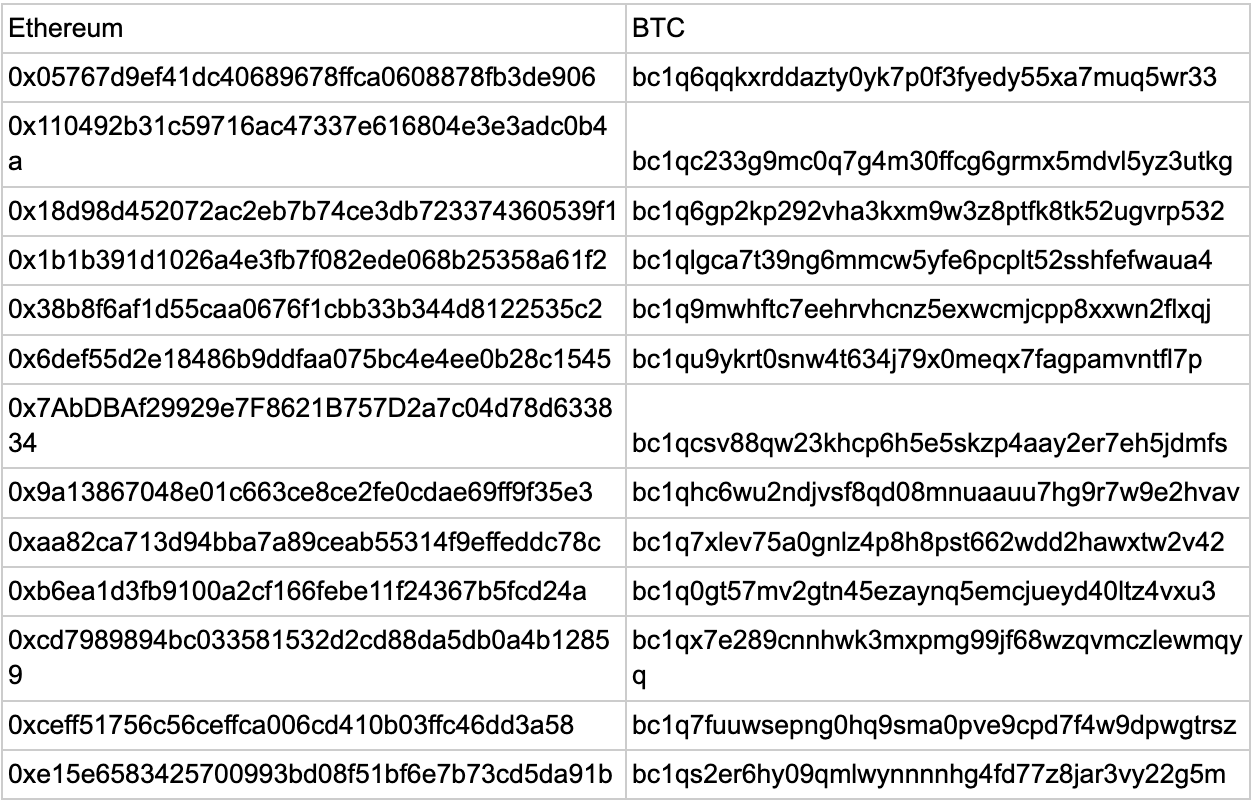 Ethereum
BTC
0x05767d9ef41dc40689678ffca0608878fb3de906
bc1q6qqkxrddazty0yk7p0f3fyedy55xa7muq5wr33
0x110492b31c59716ac47337e616804e3e3adc0b4
a
bc1qc233g9mc0q7g4m30ffcg6grmx5mdvl5yz3utkg
0x18d98d452072ac2eb7b74ce3db723374360539f1
bc1q6gp2kp292vha3kxm9w3z8ptfk8tk52ugvrp532
0x1b1b391d1026a4e3fb7f082ede068b25358a61f2
bc1qlgca7t39ng6mmcw5yfe6pcplt52sshfefwaua4
0x38b8f6af1d55caa0676f1cbb33b344d8122535c2
bc1q9mwhftc7eehrvhcnz5exwcmjcpp8xxwn2flxqj
0x6def55d2e18486b9ddfaa075bc4e4ee0b28c1545
bc1qu9ykrt0snw4t634j79x0meqx7fagpamvntfl7p
0x7AbDBAf29929e7F8621B757D2a7c04d78d6338
34
bc1qcsv88qw23khcp6h5e5skzp4aay2er7eh5jdmfs
0x9a13867048e01c663ce8ce2fe0cdae69ff9f35e3
bc1qhc6wu2ndjvsf8qd08mnuaauu7hg9r7w9e2hvav
0xaa82ca713d94bba7a89ceab55314f9effeddc78c
bc1q7xlev75a0gnlz4p8h8pst662wdd2hawxtw2v42
0xb6ea1d3fb9100a2cf166febe11f24367b5fcd24a
bc1q0gt57mv2gtn45ezaynq5emcjueyd40ltz4vxu3
0xcd7989894bc033581532d2cd88da5db0a4b1285
9
bc1qx7e289cnnhwk3mxpmg99jf68wzqvmczlewmqy
q
0xceff51756c56ceffca006cd410b03ffc46dd3a58
bc1q7fuuwsepng0hq9sma0pve9cpd7f4w9dpwgtrsz
0xe15e6583425700993bd08f51bf6e7b73cd5da91b
bc1qs2er6hy09qmlwynnnnhg4fd77z8jar3vy22g5m